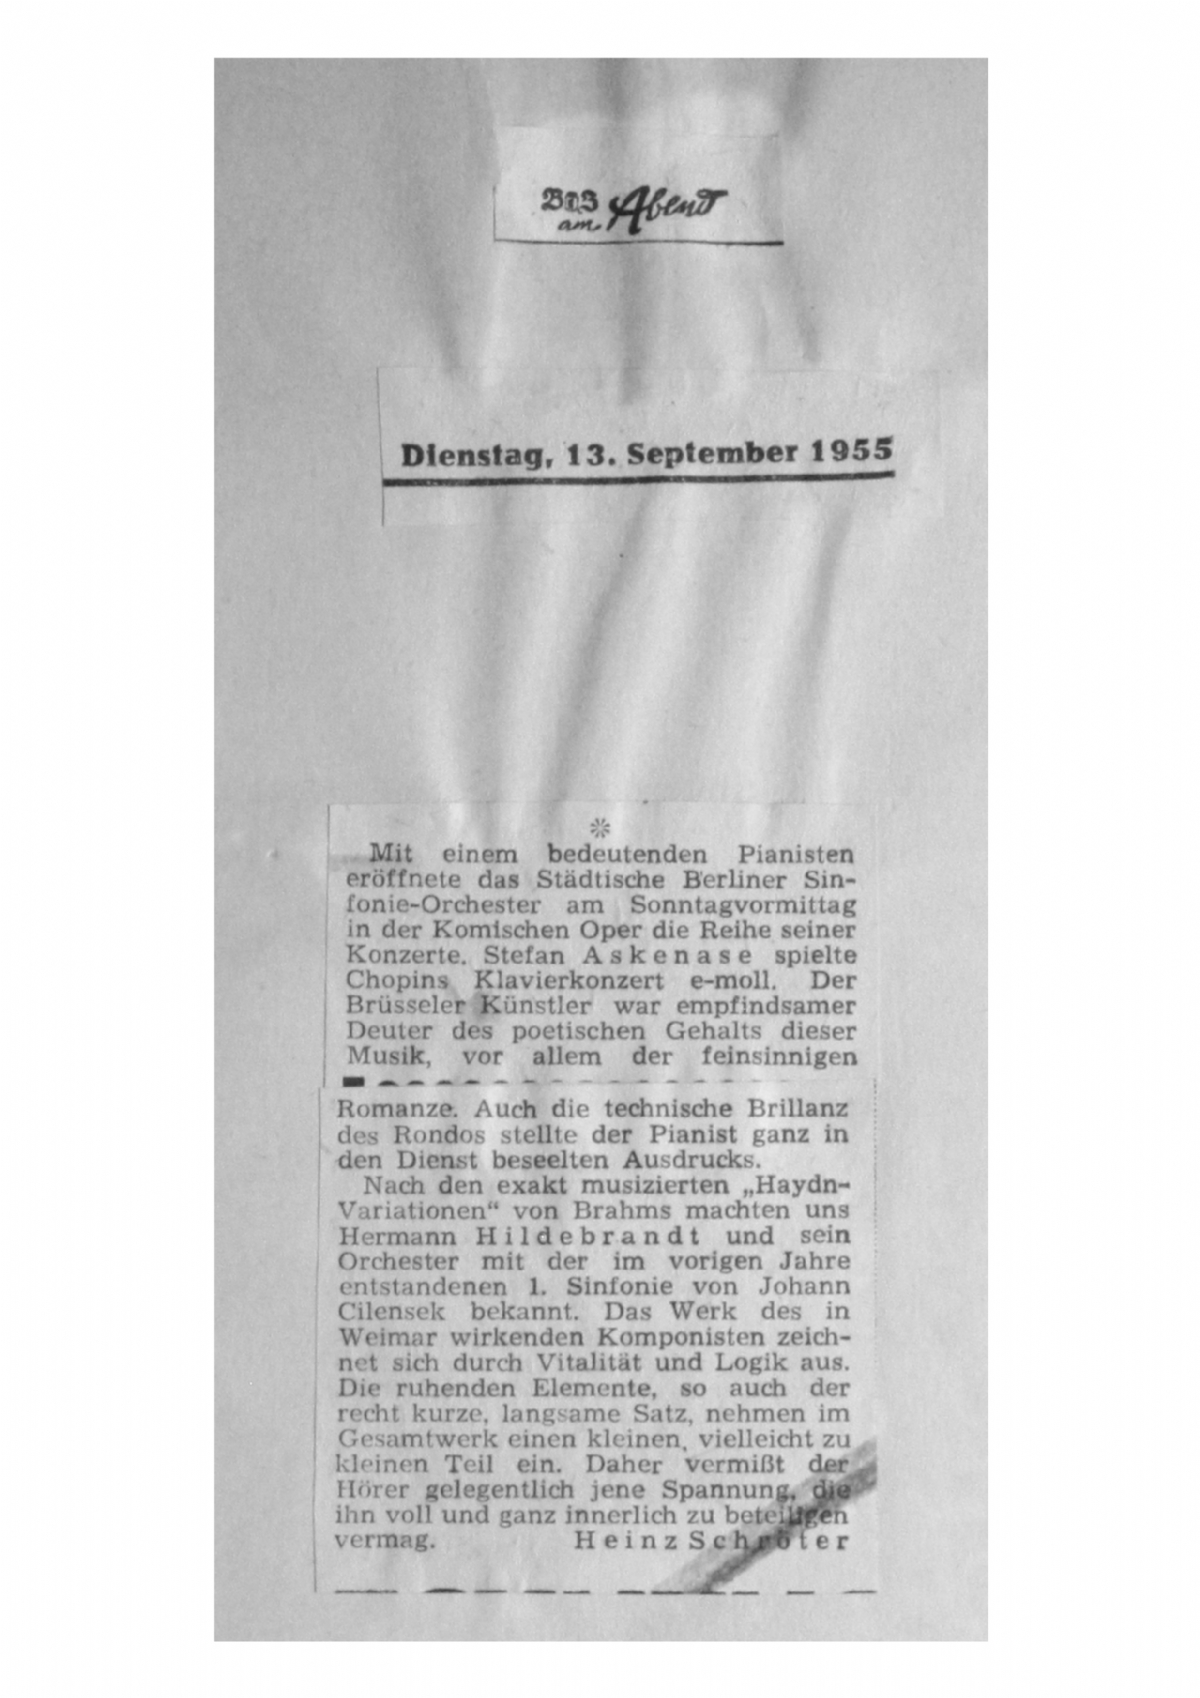 BZ
am Abend
Dienstag, 13. September 1955
Mit einem bedeutenden Pianisten
eröffnete das Städtische Berliner Sin-
fonie-Orchester am Sonntagvormittag
in der Komischen Oper die Reihe seiner
Konzerte. Stefan Askenase spielte
Chopins Klavierkonzert e-moll. Der
Brüsseler Künstler war empfindsamer
Deuter des poetischen Gehalts dieser
Musik, vor allem der feinsinnigen
Romanze. Auch die technische Brillanz
des Rondos stellte der Pianist ganz in
den Dienst beseelten Ausdrucks.
Nach den exakt musizierten „Haydn-
Variationen“ von Brahms machten uns
Hermann Hildebrandt und sein
Orchester mit der im vorigen Jahre
entstandenen 1. Sinfonie von Johann
Cilensek bekannt. Das Werk des in
Weimar wirkenden Komponisten zeich-
net sich durch Vitalität und Logik aus.
Die ruhenden Elemente, so auch der
recht kurze, langsame Satz, nehmen im
Gesamtwerk einen kleinen, vielleicht zu
kleinen Teil ein. Daher vermißt der
Hörer gelegentlich jene Spannung, die
ihn voll und ganz innerlich zu beteiligen
vermag. Heinz Schröter